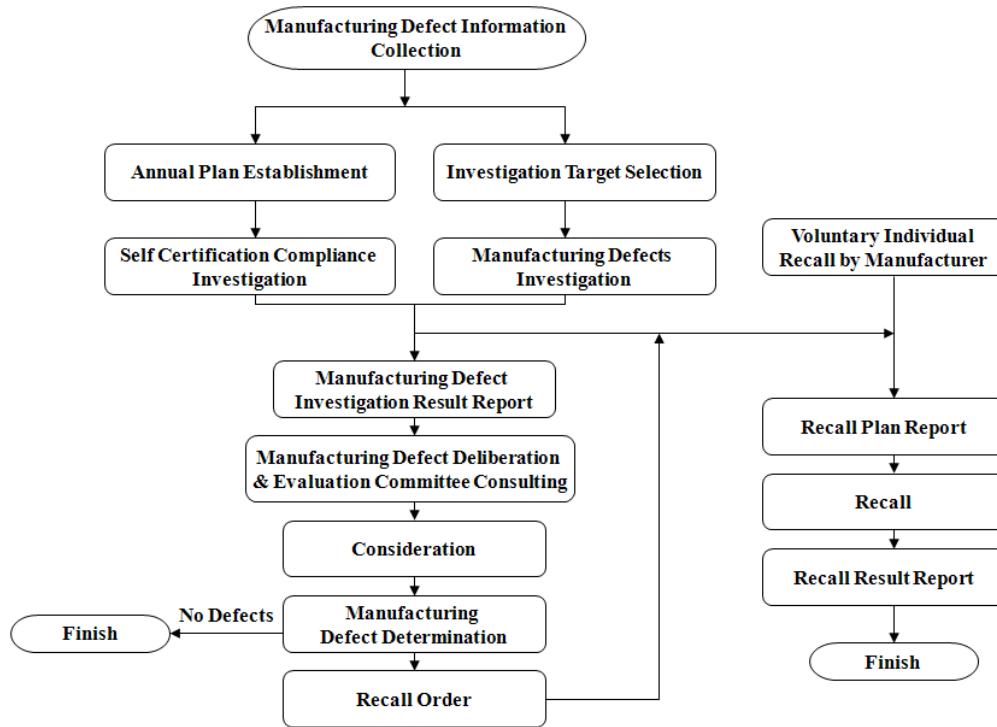 Manufacturing Defect Information
Collection
Annual Plan Establishment
Investigation Target Selection
Self Certification Compliance
Investigation
Manufacturing Defects
Investigation
Voluntary Individual
Recall by Manufacturer
Manufacturing Defect
Investigation Result Report
Manufacturing Defect Deliberation
& Evaluation Committee Consulting
Consideration
Manufacturing
Defect Determination
No Defects
Finish
Recall Order
Recall Plan Report
Recall
Recall Result Report
Finish